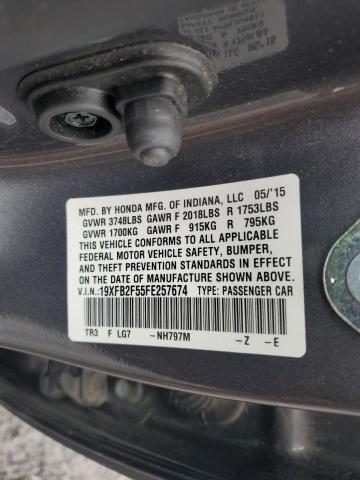 MFD. BY HONDA MFG. OF INDIANA, LLC 05/'15
GVWR 3748LBS GAWR F 2018LBS R 1753LBS
GVWR 1700KG GAWR F 915KG R 795KG
THIS VEHICLE CONFORMS TO ALL APPLICABLE
FEDERAL MOTOR VEHICLE SAFETY, BUMPER,
AND THEFT PREVENTION STANDARDS IN EFFECT
ON THE DATE OF MANUFACTURE SHOWN ABOVE.
V.I.N.:19XFB2F55FE257674 TYPE: PASSENGER CAR
TR3 F LG7 -NH797M -Z -E